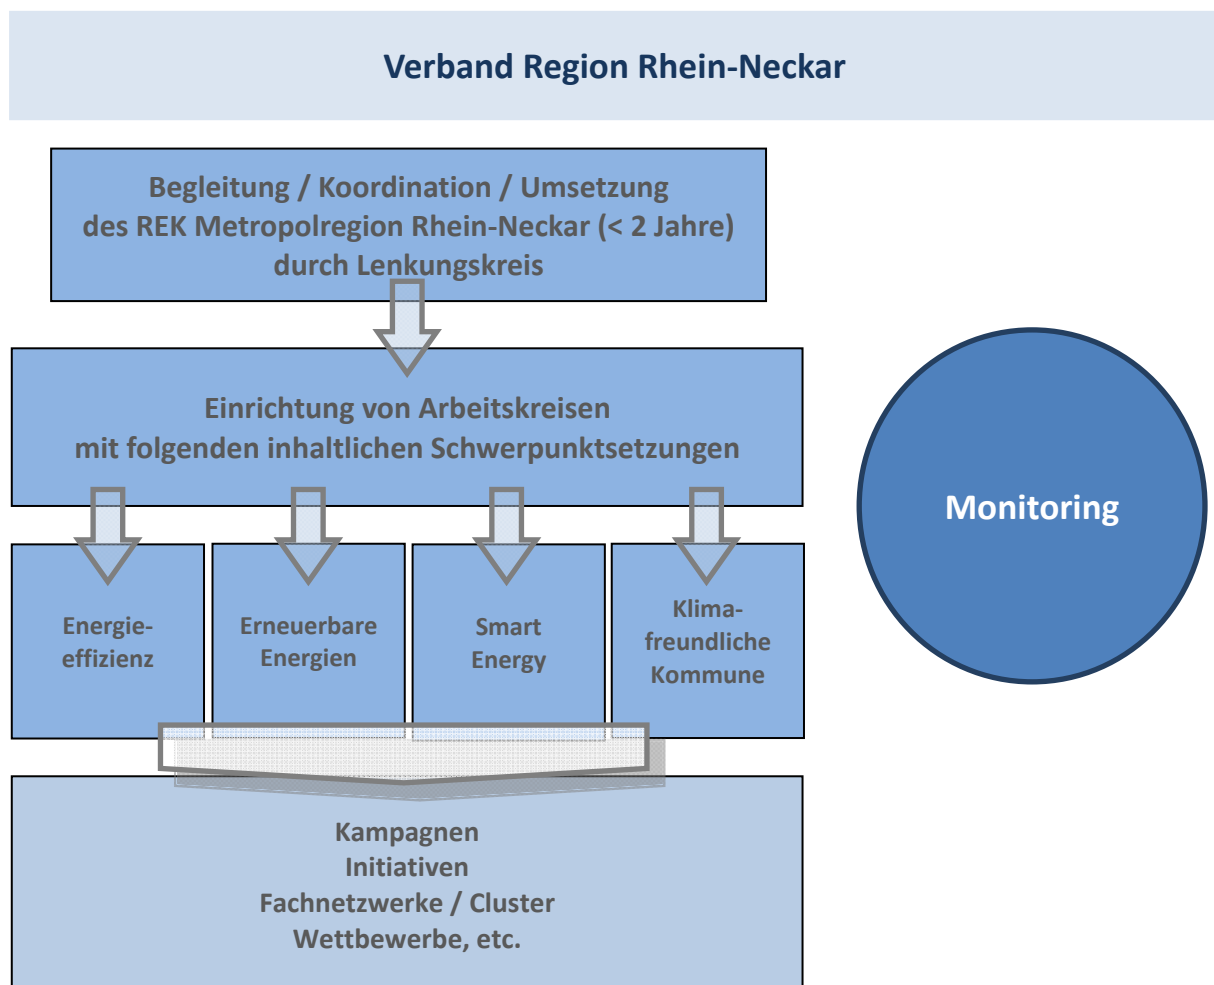 Verband Region Rhein-Neckar
Begleitung / Koordination / Umsetzung
des REK Metropolregion Rhein-Neckar (< 2 Jahre)
durch Lenkungskreis
Einrichtung von Arbeitskreisen
mit folgenden inhaltlichen Schwerpunktsetzungen
Monitoring
Energie-
effizienz
Erneuerbare
Energien
Smart
Energy
Klima-
freundliche
Kommune
Kampagnen
Initiativen
Fachnetzwerke / Cluster
Wettbewerbe, etc.